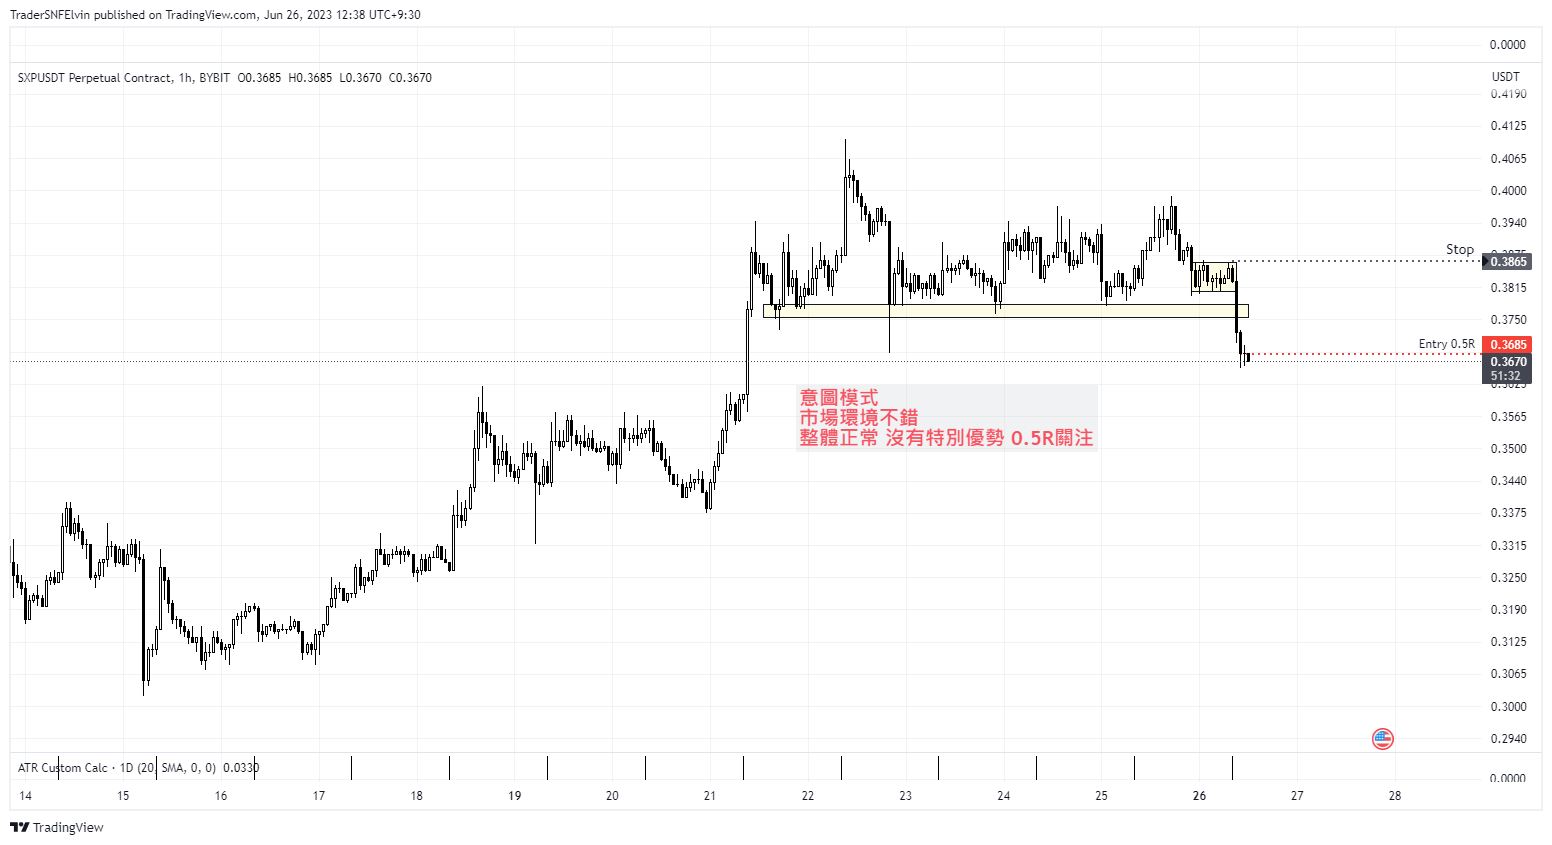 TraderSNFElvin published on TradingView.com, Jun 26, 2023 12:38 UTC+9:30
0.0000
SXPUSDT Perpetual Contract, 1h, BYBIT O0.3685 H0.3685 L0.3670 C0.3670
USDT
0.4190
0.4125
0.4065
0.4000
0.3940
Stop
0.3865
0.3815
0.3750
Entry 0.5R
0.3685
0.3670
51:32
0.3625
意圖模式
市場環境不錯
整體正常 沒有特別優勢 0.5R關注
0.3565
0.3500
0.3440
0.3375
0.3315
0.3250
0.3190
0.3125
0.3065
0.3000
0.2940
ATR Custom Calc · 1D (20, SMA, 0, 0) 0.0330
0.0000
14 15 16 17 18 19 20 21 22 23 24 25 26 27 28
TradingView